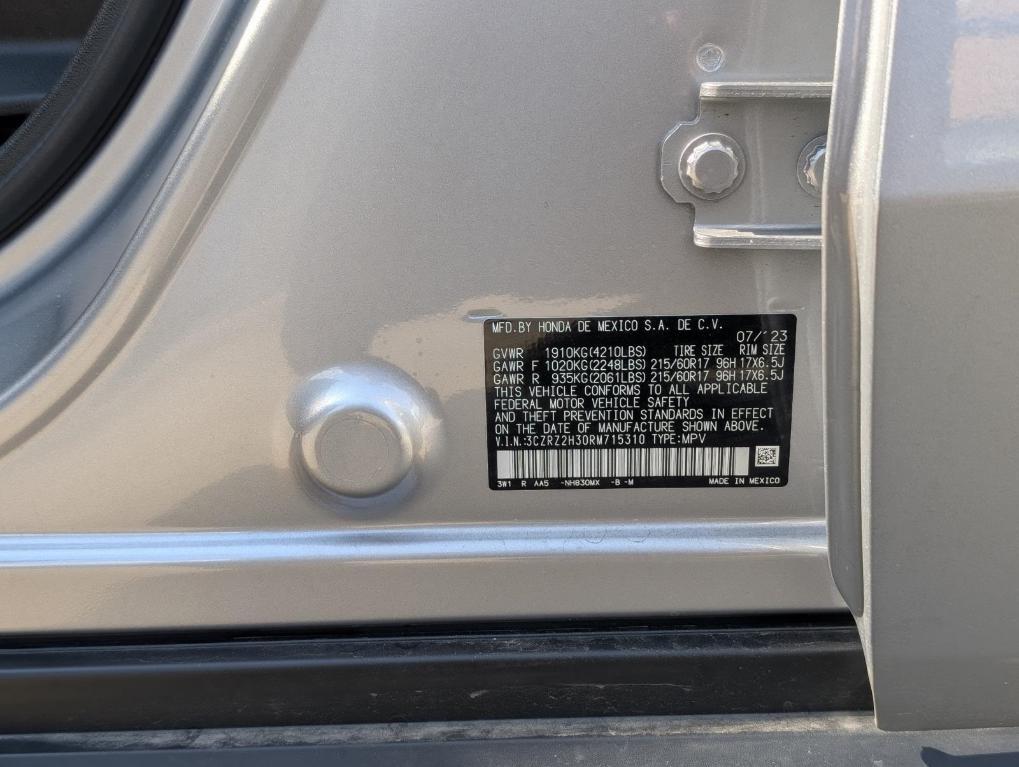 MFD.BY HONDA DE MEXICO S.A. DE C.V.
07/'23
GVWR 1910KG(4210LBS) TIRE SIZE RIM SIZE
GAWR F 1020KG(2248LBS) 215/60R17 96H 17X6.5J
GAWR R 935KG(2061LBS) 215/60R17 96H 17X6.5J
THIS VEHICLE CONFORMS TO ALL APPLICABLE
FEDERAL MOTOR VEHICLE SAFETY
AND THEFT PREVENTION STANDARDS IN EFFECT
ON THE DATE OF MANUFACTURE SHOWN ABOVE.
V.I.N.:3CZRZ2H30RM715310 TYPE:MPV
3W1 R AA5 -NH830MX -B -M MADE IN MEXICO